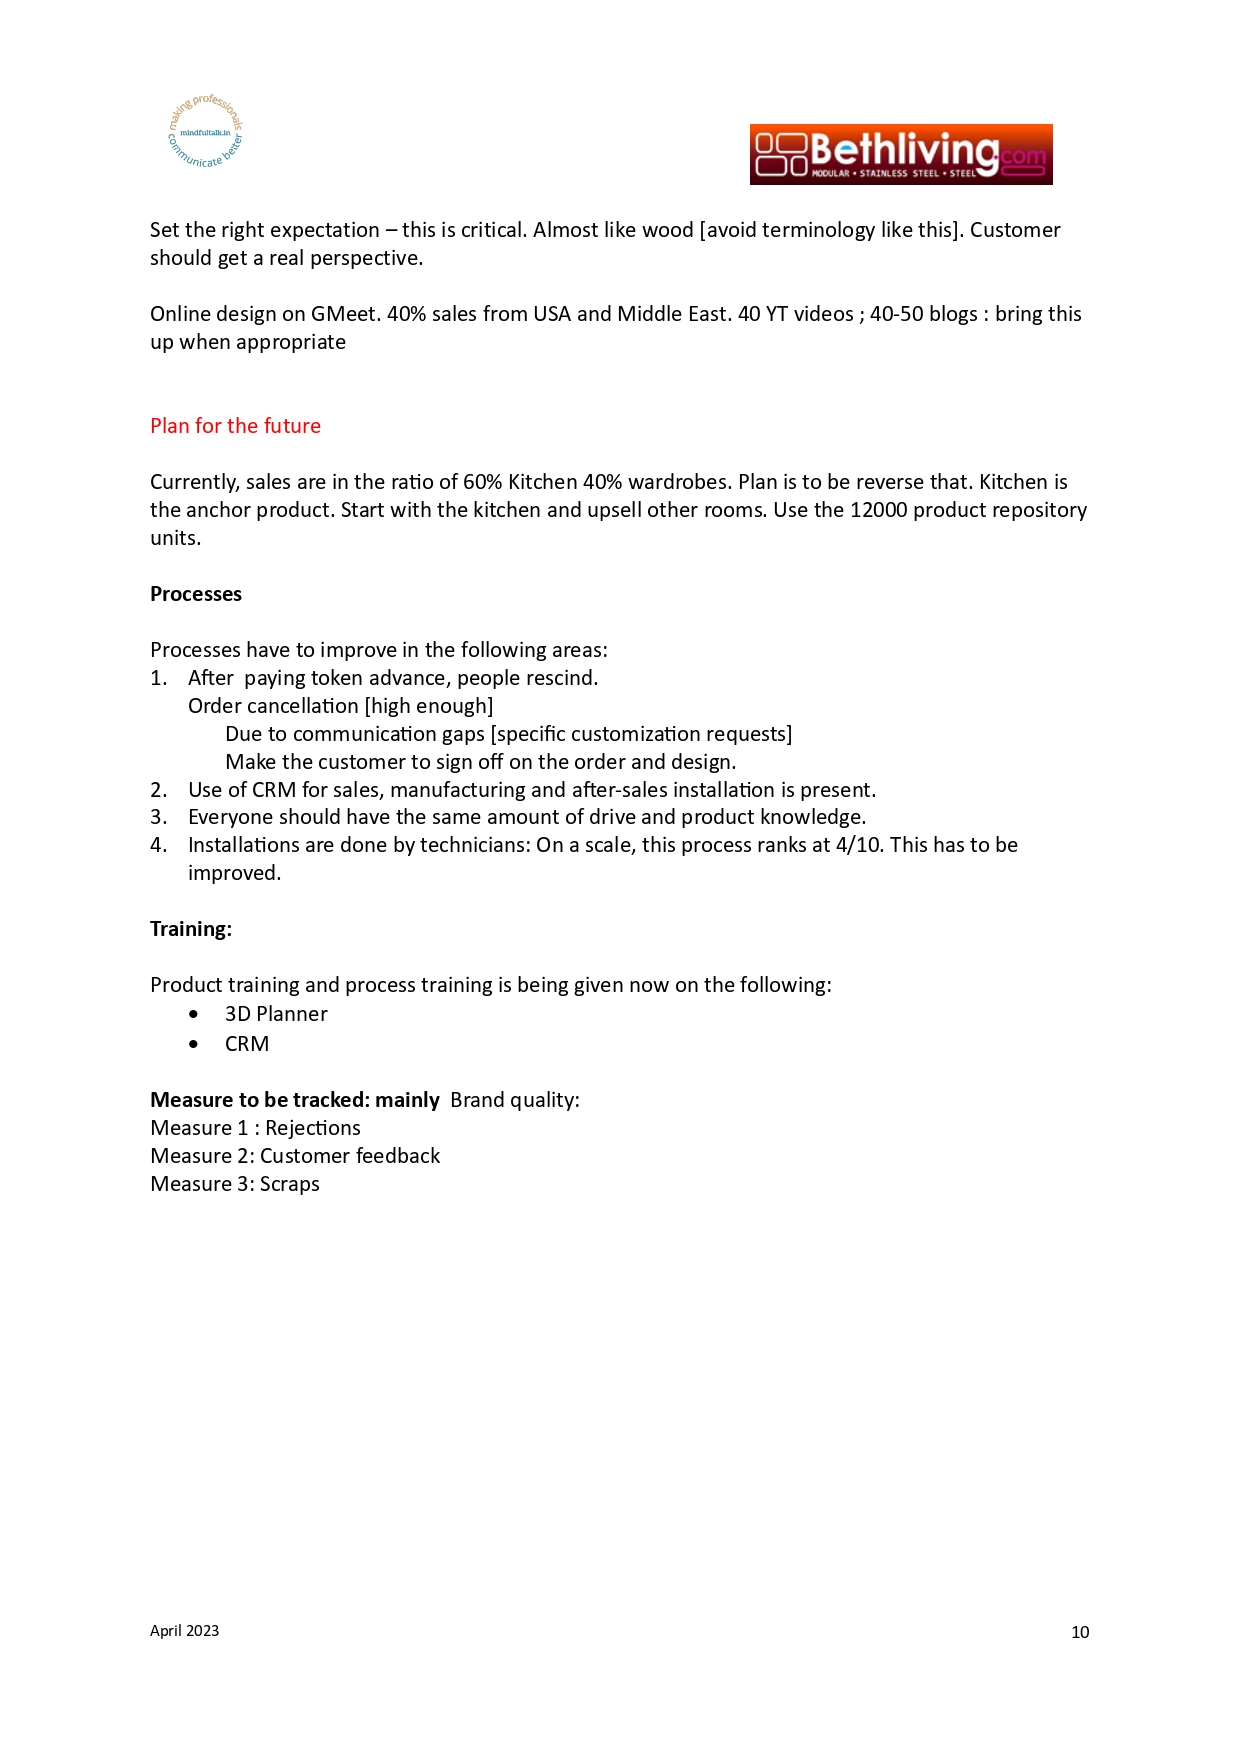 making professionals
mindfultalk.in
communicate better
Bethliving.com
MODULAR • STAINLESS STEEL • STEEL
Set the right expectation – this is critical. Almost like wood [avoid terminology like this]. Customer
should get a real perspective.
Online design on GMeet. 40% sales from USA and Middle East. 40 YT videos ; 40-50 blogs : bring this
up when appropriate
Plan for the future
Currently, sales are in the ratio of 60% Kitchen 40% wardrobes. Plan is to be reverse that. Kitchen is
the anchor product. Start with the kitchen and upsell other rooms. Use the 12000 product repository
units.
Processes
Processes have to improve in the following areas:
1. After  paying token advance, people rescind.
Order cancellation [high enough]
Due to communication gaps [specific customization requests]
Make the customer to sign off on the order and design.
2. Use of CRM for sales, manufacturing and after-sales installation is present.
3. Everyone should have the same amount of drive and product knowledge.
4. Installations are done by technicians: On a scale, this process ranks at 4/10. This has to be
improved.
Training:
Product training and process training is being given now on the following:
• 3D Planner
• CRM
Measure to be tracked: mainly  Brand quality:
Measure 1 : Rejections
Measure 2: Customer feedback
Measure 3: Scraps
April 2023
10